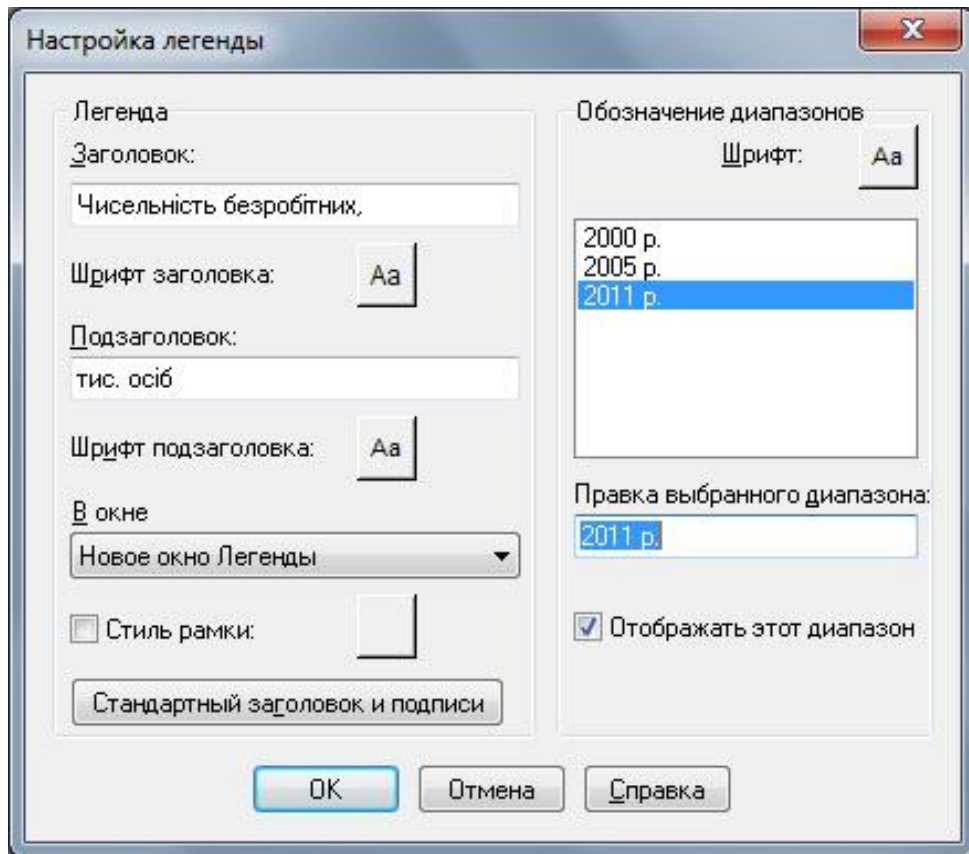 Настройка легенды
Легенда
Заголовок:
Чисельність безробітних,
Шрифт заголовка:
Aa
Подзаголовок:
тис. осіб
Шрифт подзаголовка:
Aa
В окне
Новое окно Легенды
Стиль рамки:
Стандартный заголовок и подписи
Обозначение диапазонов
Шрифт:
Aa
2000 р.
2005 р.
2011 р.
Правка выбранного диапазона:
2011 р.
Отображать этот диапазон
OK
Отмена
Справка